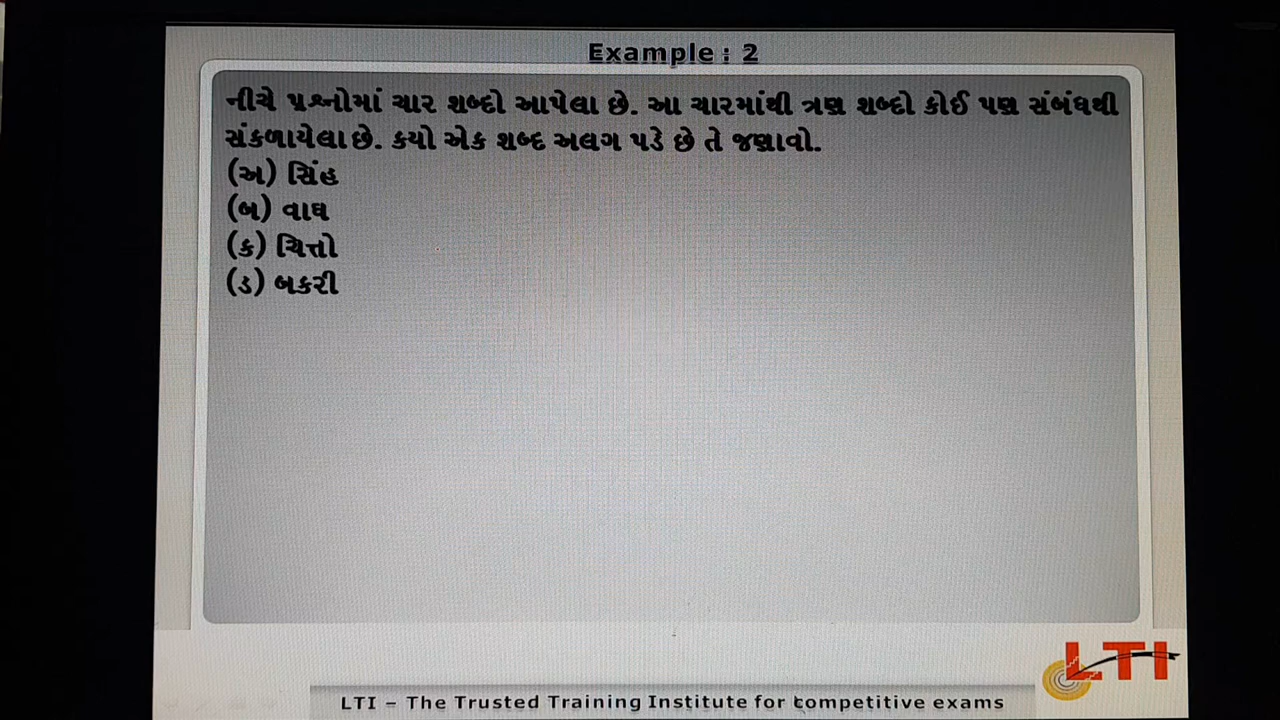 Example : 2
નીચે પ્રશ્નોમાં ચાર શબ્દો આપેલા છે. આ ચારમાંથી ત્રણ શબ્દો કોઈ પણ સંબંધથી
સંકળાયેલા છે. કયો એક શબ્દ અલગ પડે છે તે જણાવો.
(અ) સિંહ
(બ) વાઘ
(ક) ચિત્તો
(ડ) બકરી
LTI
LTI – The Trusted Training Institute for competitive exams